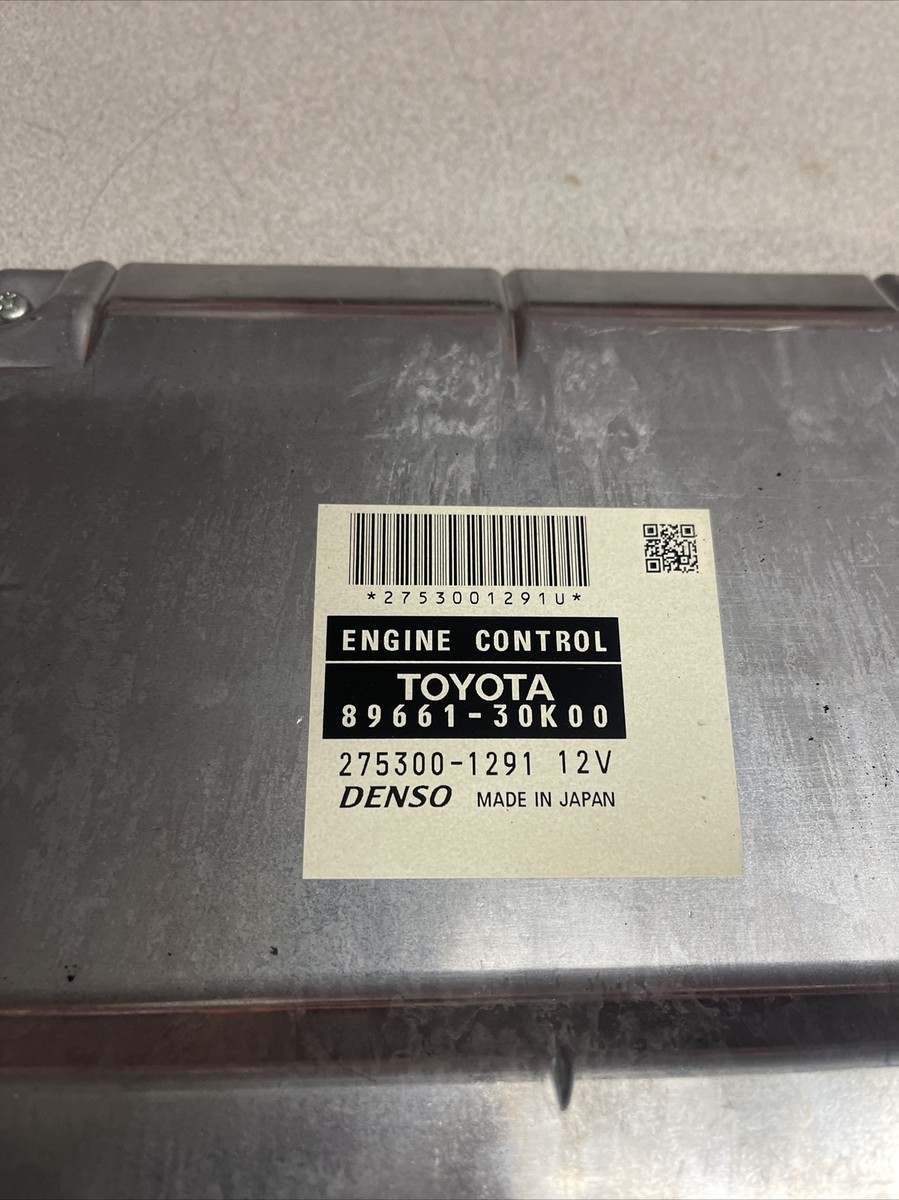 *2753001291U*
ENGINE CONTROL
TOYOTA
89661-30K00
275300-1291 12V
DENSO MADE IN JAPAN